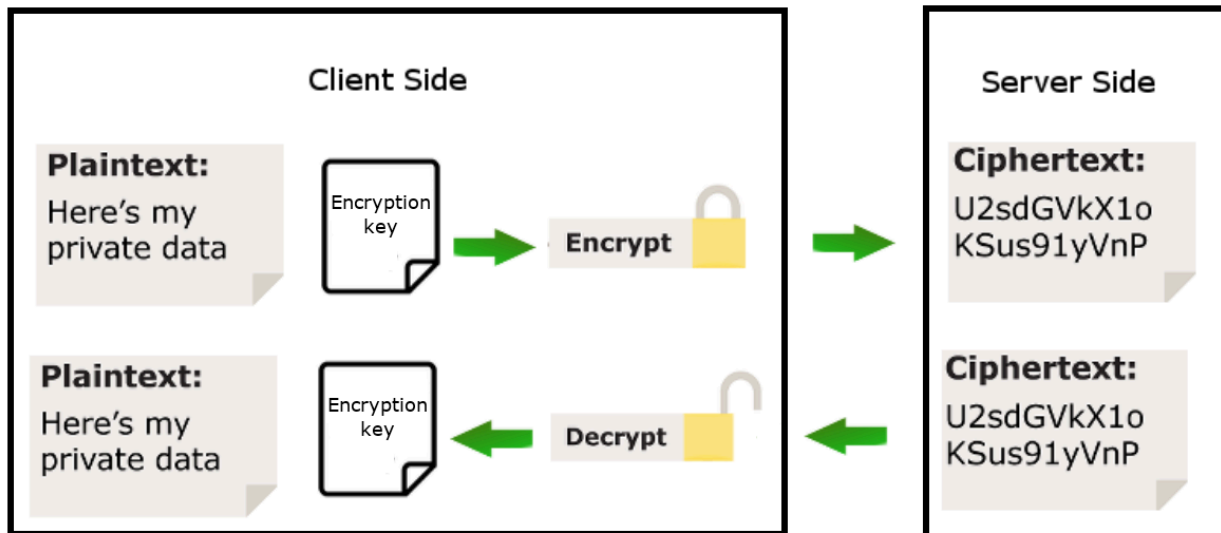 Client Side
Plaintext:
Here's my
private data
Encryption
key
Encrypt
Plaintext:
Here's my
private data
Encryption
key
Decrypt
Server Side
Ciphertext:
U2sdGVkX1o
KSus91yVnP
Ciphertext:
U2sdGVkX1o
KSus91yVnP